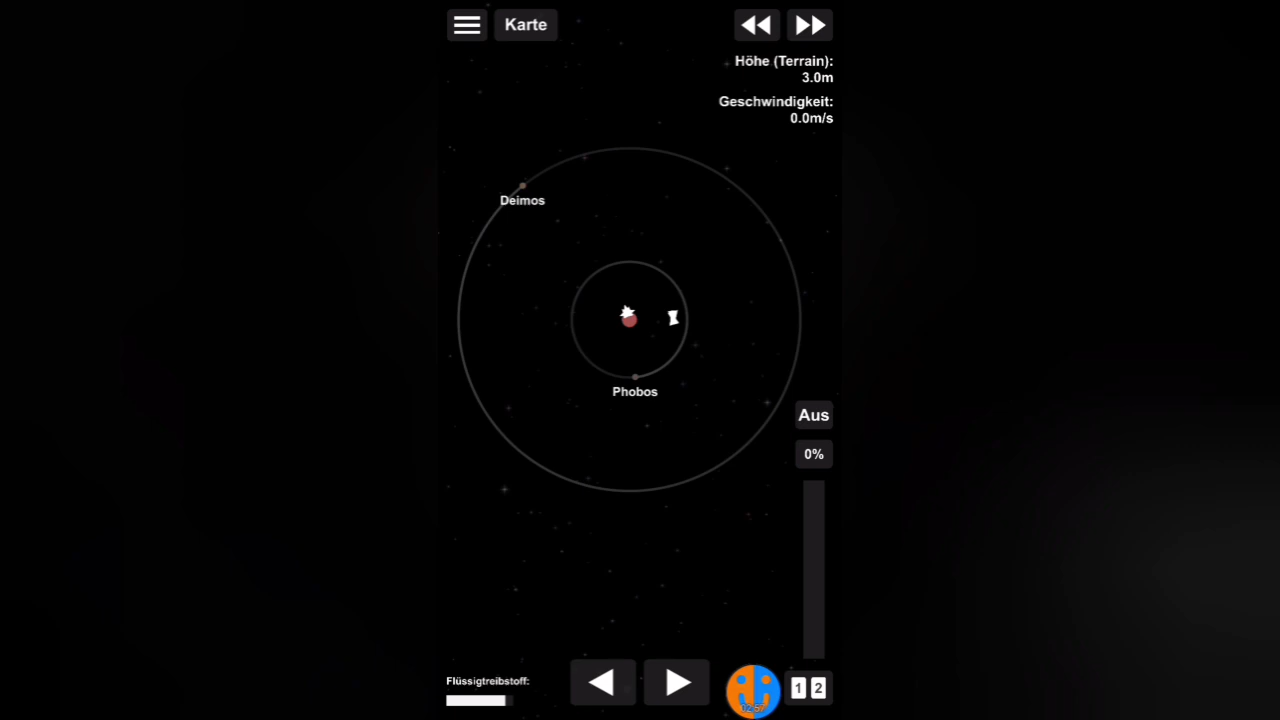 Karte
Höhe (Terrain):
3.0m
Geschwindigkeit:
0.0m/s
Deimos
Phobos
Aus
0%
Flüssigtreibstoff:
1 2